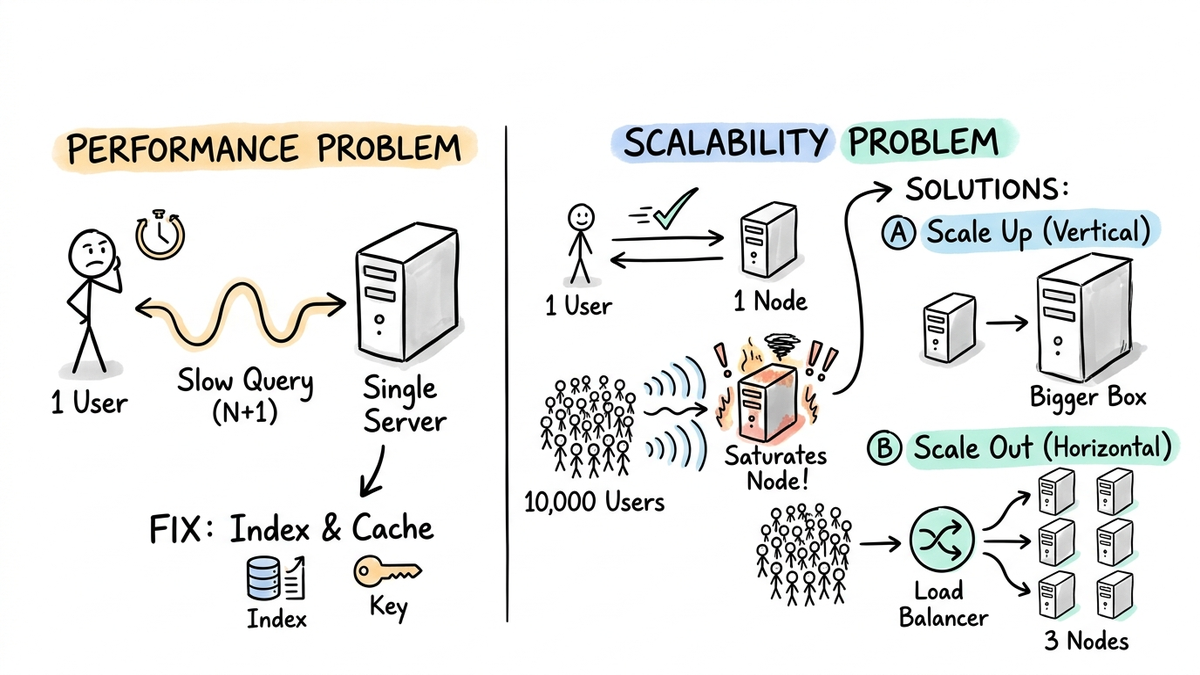 PERFORMANCE PROBLEM
1 User
Slow Query
(N+1)
Single
Server
FIX: Index & Cache
Index
Key
SCALABILITY PROBLEM
1 User
1 Node
10,000 Users
Saturates
Node!
SOLUTIONS:
A Scale Up (Vertical)
Bigger Box
B Scale Out (Horizontal)
Load
Balancer
3 Nodes